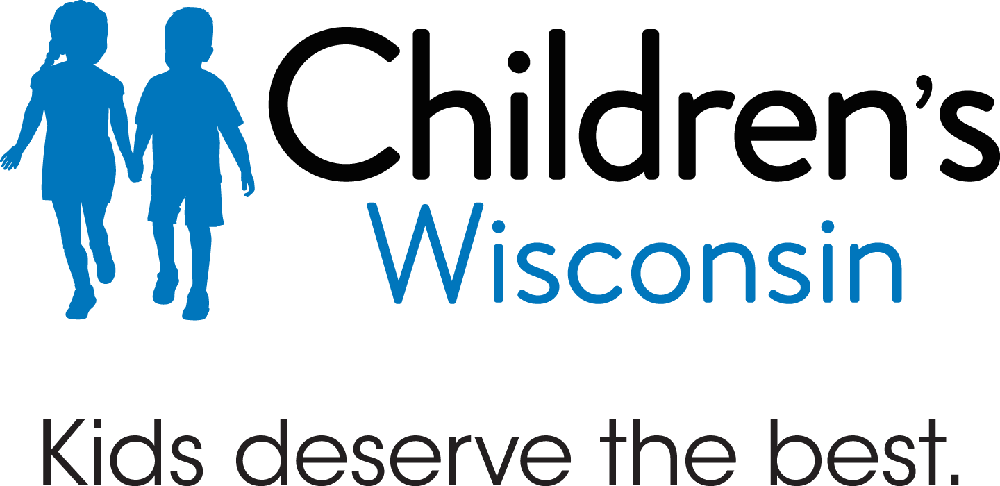 Children's
Wisconsin
Kids deserve the best.